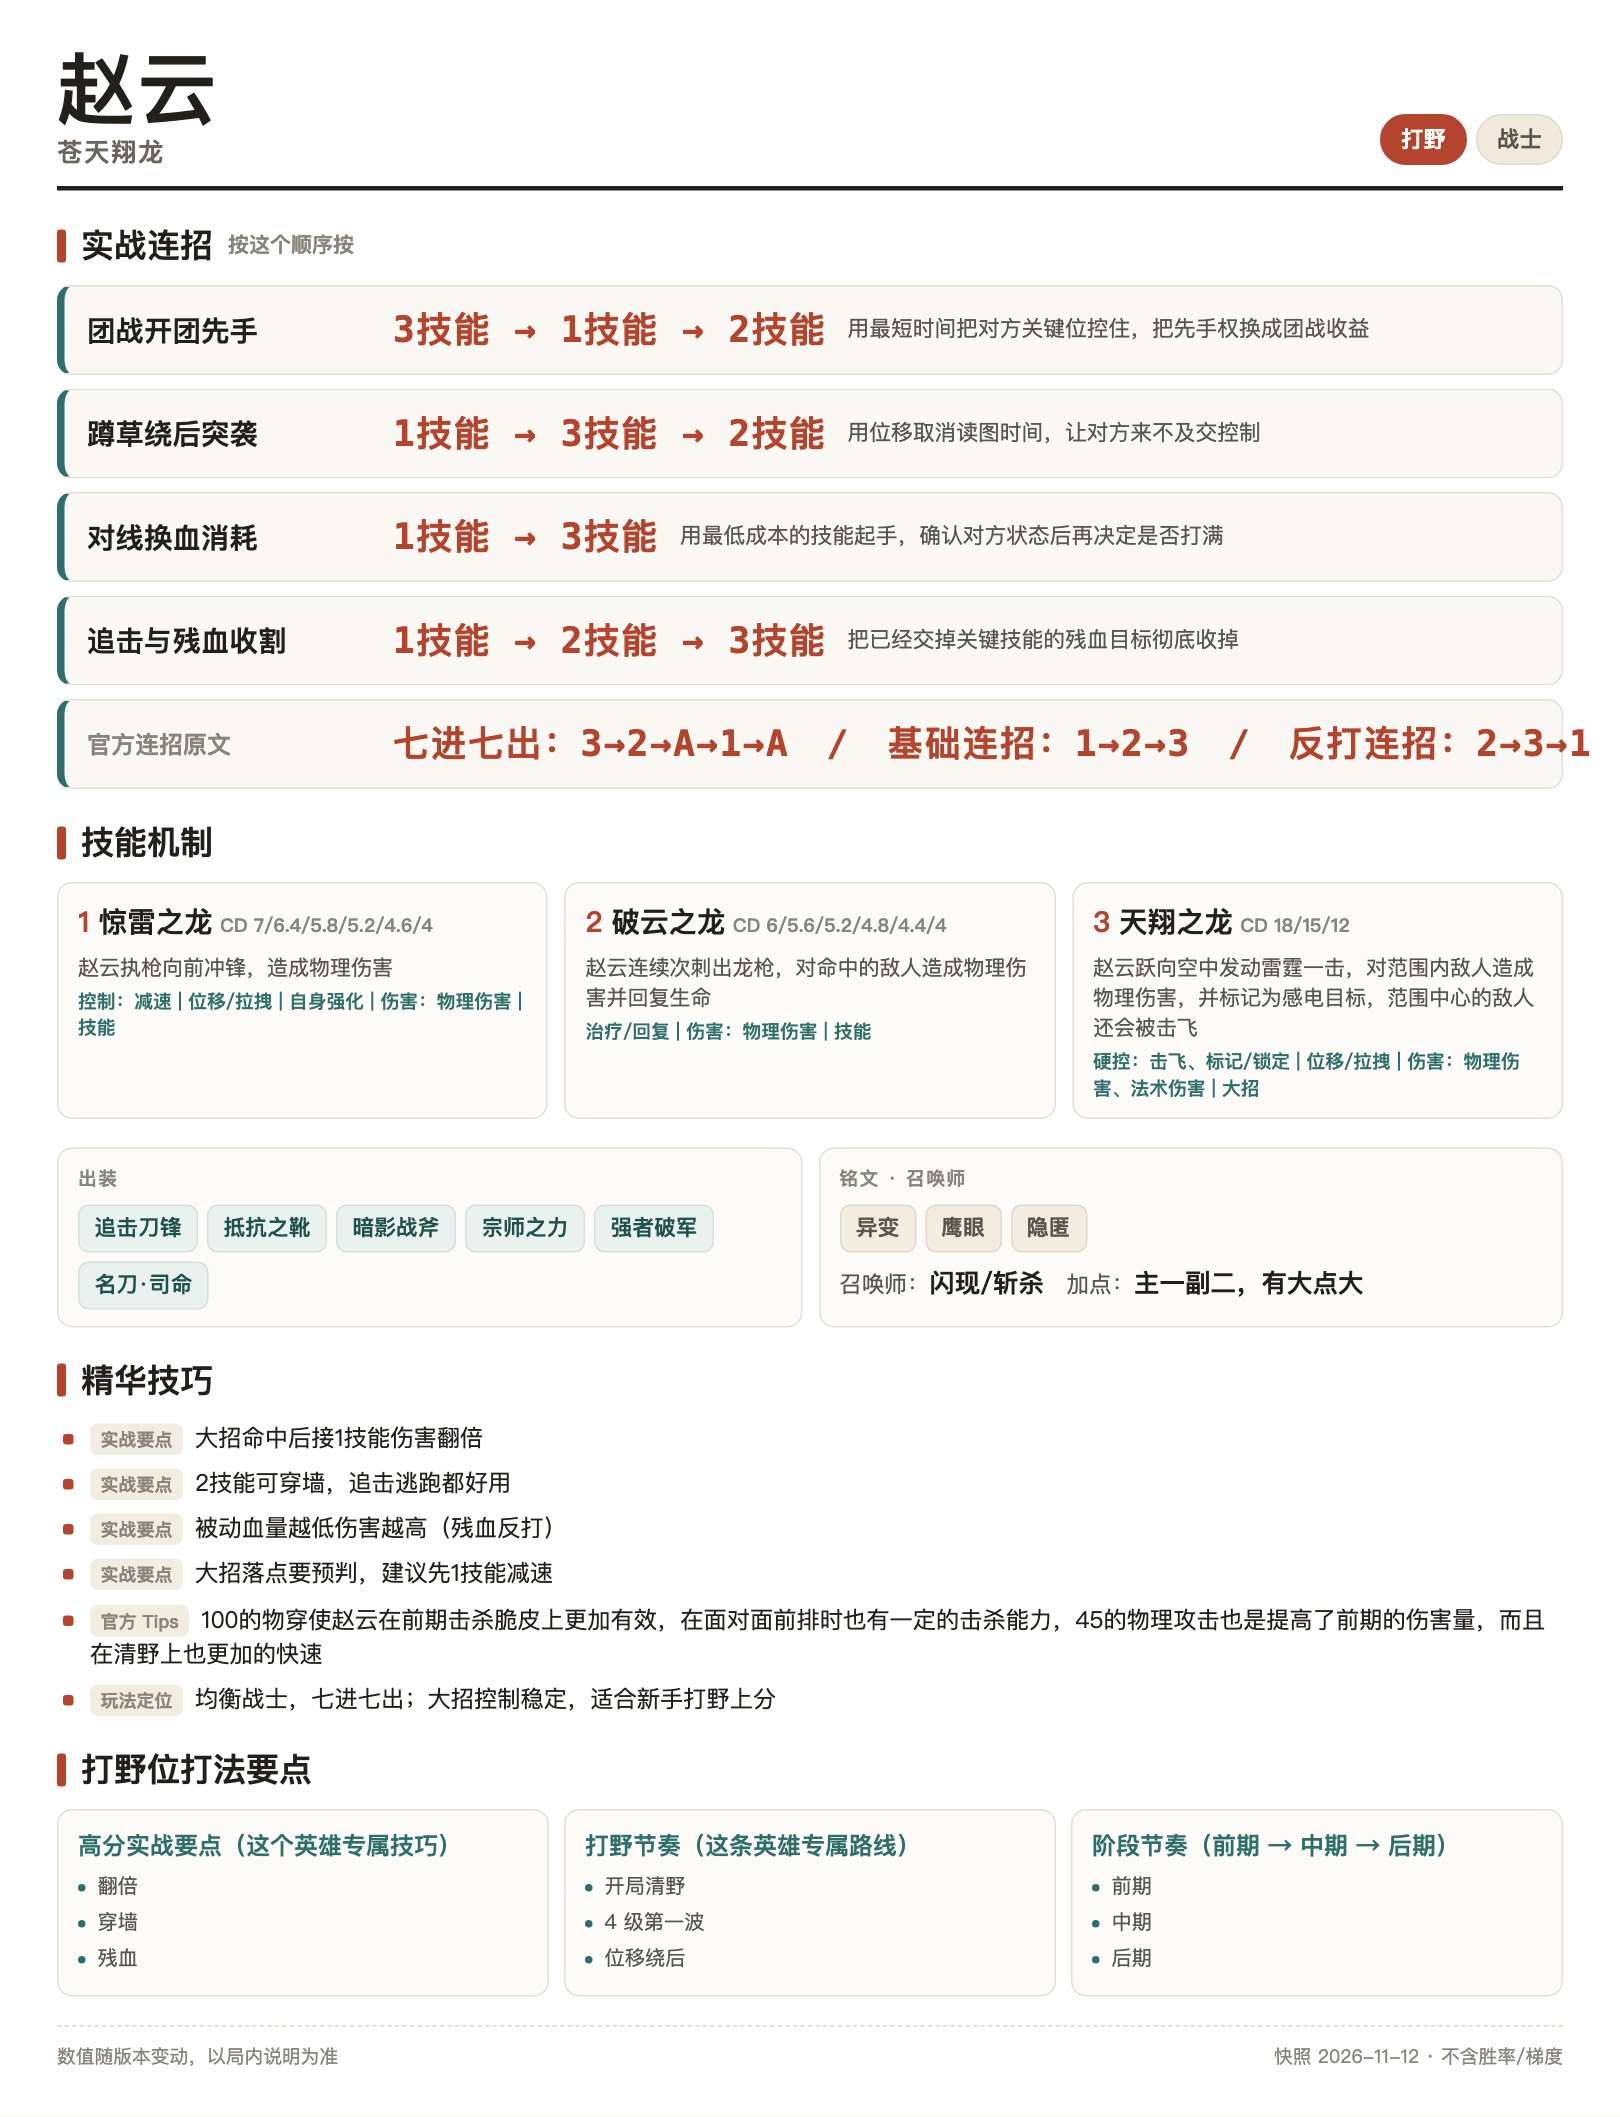 赵云
苍天翔龙
打野 战士
实战连招 按这个顺序按
团战开团先手 3技能 → 1技能 → 2技能 用最短时间把对方关键位控住，把先手权换成团战收益
蹲草绕后突袭 1技能 → 3技能 → 2技能 用位移取消读图时间，让对方来不及交控制
对线换血消耗 1技能 → 3技能 用最低成本的技能起手，确认对方状态后再决定是否打满
追击与残血收割 1技能 → 2技能 → 3技能 把已经交掉关键技能的残血目标彻底收掉
官方连招原文 七进七出：3→2→A→1→A / 基础连招：1→2→3 / 反打连招：2→3→1
技能机制
1 惊雷之龙 CD 7/6.4/5.8/5.2/4.6/4
赵云执枪向前冲锋，造成物理伤害
控制：减速 | 位移/拉拽 | 自身强化 | 伤害：物理伤害 |
技能
2 破云之龙 CD 6/5.6/5.2/4.8/4.4/4
赵云连续次刺出龙枪，对命中的敌人造成物理伤
害并回复生命
治疗/回复 | 伤害：物理伤害 | 技能
3 天翔之龙 CD 18/15/12
赵云跃向空中发动雷霆一击，对范围内敌人造成
物理伤害，并标记为感电目标，范围中心的敌人
还会被击飞
硬控：击飞、标记/锁定 | 位移/拉拽 | 伤害：物理伤
害、法术伤害 | 大招
出装
追击刀锋 抵抗之靴 暗影战斧 宗师之力 强者破军
名刀·司命
铭文 · 召唤师
异变 鹰眼 隐匿
召唤师：闪现/斩杀 加点：主一副二，有大点大
精华技巧
实战要点 大招命中后接1技能伤害翻倍
实战要点 2技能可穿墙，追击逃跑都好用
实战要点 被动血量越低伤害越高（残血反打）
实战要点 大招落点要预判，建议先1技能减速
官方 Tips 100的物穿使赵云在前期击杀脆皮上更加有效，在面对面前排时也有一定的击杀能力，45的物理攻击也是提高了前期的伤害量，而且
在清野上也更加的快速
玩法定位 均衡战士，七进七出；大招控制稳定，适合新手打野上分
打野位打法要点
高分实战要点（这个英雄专属技巧）
翻倍
穿墙
残血
打野节奏（这条英雄专属路线）
开局清野
4 级第一波
位移绕后
阶段节奏（前期 → 中期 → 后期）
前期
中期
后期
数值随版本变动，以局内说明为准
快照 2026-11-12 · 不含胜率/梯度